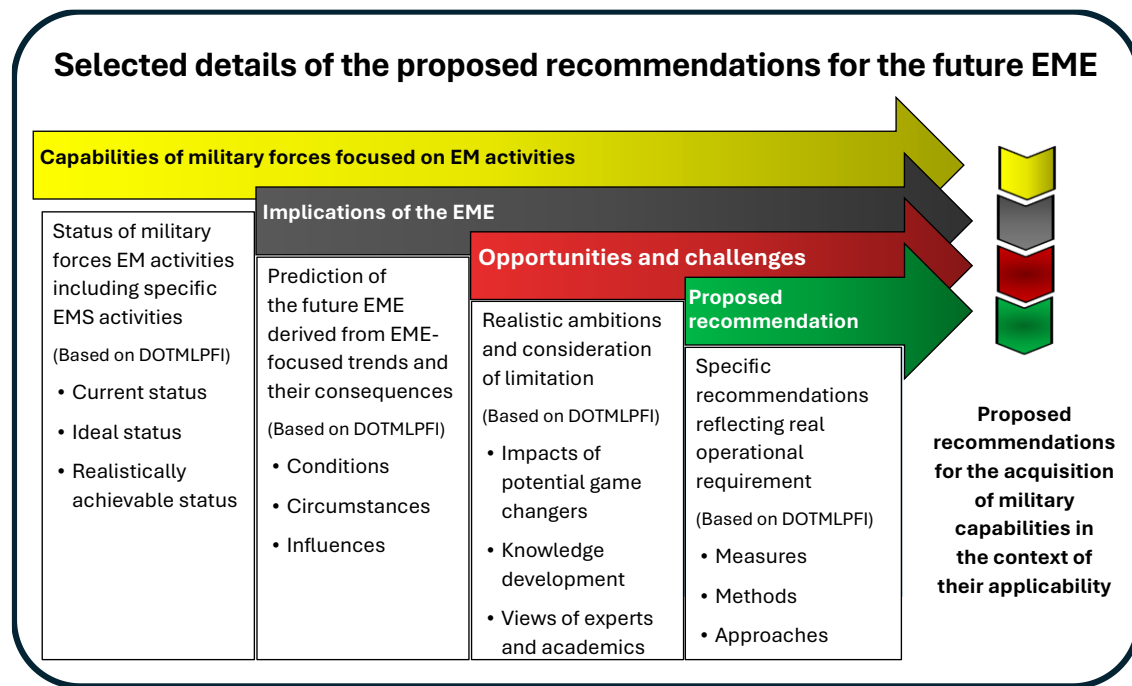 Selected details of the proposed recommendations for the future EME
Capabilities of military forces focused on EM activities
Status of military
forces EM activities
including specific
EMS activities
(Based on DOTMLPFI)
• Current status
• Ideal status
• Realistically
achievable status
Implications of the EME
Prediction of
the future EME
derived from EME-
focused trends and
their consequences
(Based on DOTMLPFI)
• Conditions
• Circumstances
• Influences
Opportunities and challenges
Realistic ambitions
and consideration
of limitation
(Based on DOTMLPFI)
• Impacts of
potential game
changers
• Knowledge
development
• Views of experts
and academics
Proposed
recommendation
Specific
recommendations
reflecting real
operational
requirement
(Based on DOTMLPFI)
• Measures
• Methods
• Approaches
Proposed
recommendations
for the acquisition
of military
capabilities in
the context of
their applicability